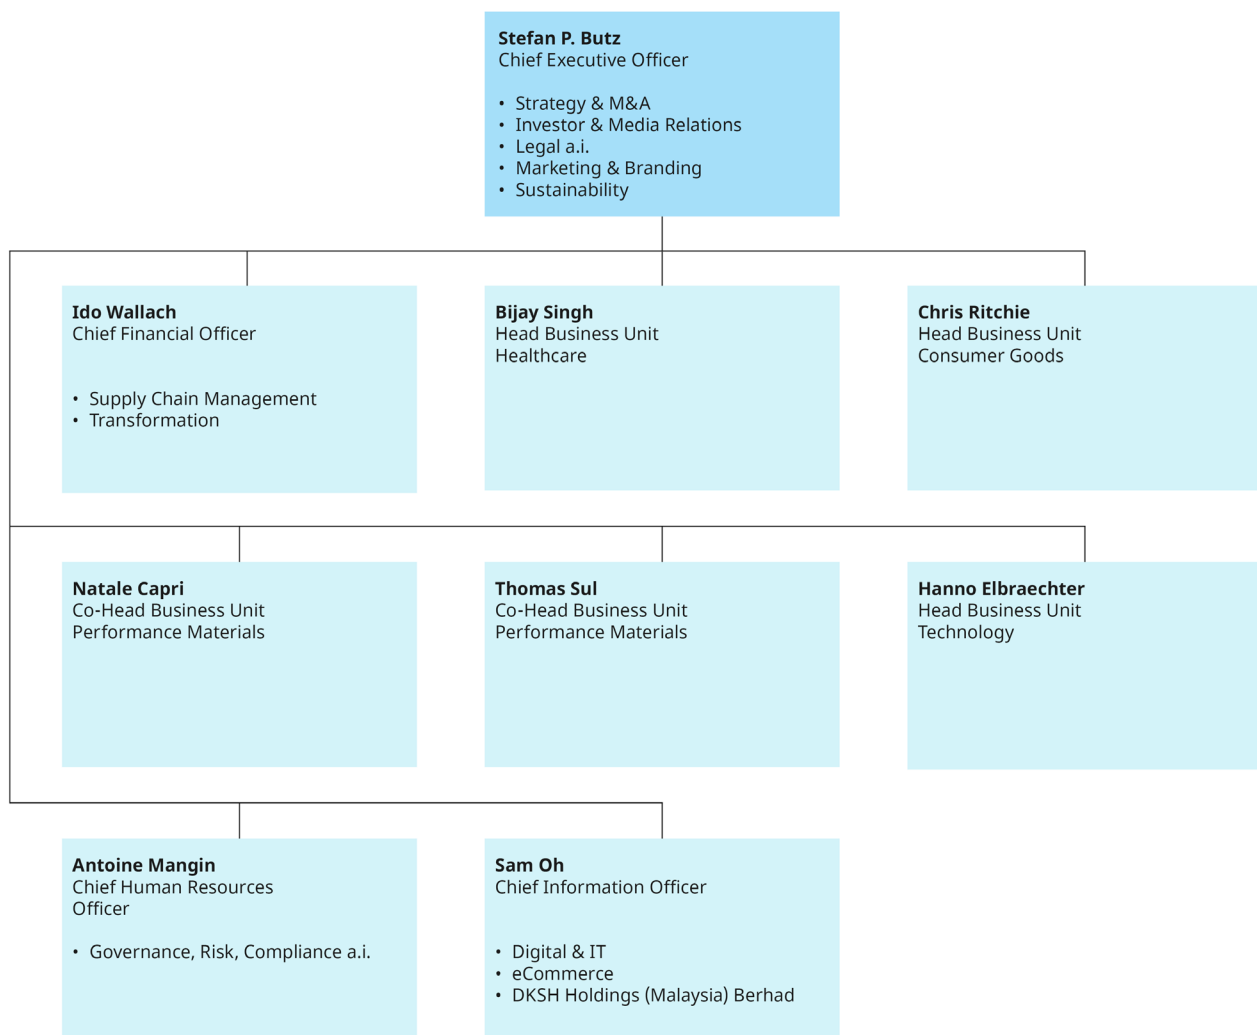 Stefan P. Butz
Chief Executive Officer
• Strategy & M&A
• Investor & Media Relations
• Legal a.i.
• Marketing & Branding
• Sustainability
Ido Wallach
Chief Financial Officer
• Supply Chain Management
• Transformation
Bijay Singh
Head Business Unit
Healthcare
Chris Ritchie
Head Business Unit
Consumer Goods
Natale Capri
Co-Head Business Unit
Performance Materials
Thomas Sul
Co-Head Business Unit
Performance Materials
Hanno Elbraechter
Head Business Unit
Technology
Antoine Mangin
Chief Human Resources
Officer
• Governance, Risk, Compliance a.i.
Sam Oh
Chief Information Officer
• Digital & IT
• eCommerce
• DKSH Holdings (Malaysia) Berhad